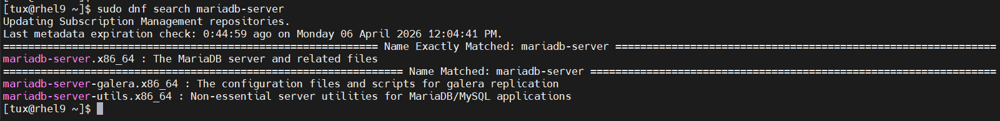 [tux@rhel9 ~]$ sudo dnf search mariadb-server
Updating Subscription Management repositories.
Last metadata expiration check: 0:44:59 ago on Monday 06 April 2026 12:04:41 PM.
============================================================ Name Exactly Matched: mariadb-server =============================================================
mariadb-server.x86_64 : The MariaDB server and related files
================================================================ Name Matched: mariadb-server =================================================================
mariadb-server-galera.x86_64 : The configuration files and scripts for galera replication
mariadb-server-utils.x86_64 : Non-essential server utilities for MariaDB/MySQL applications
[tux@rhel9 ~]$